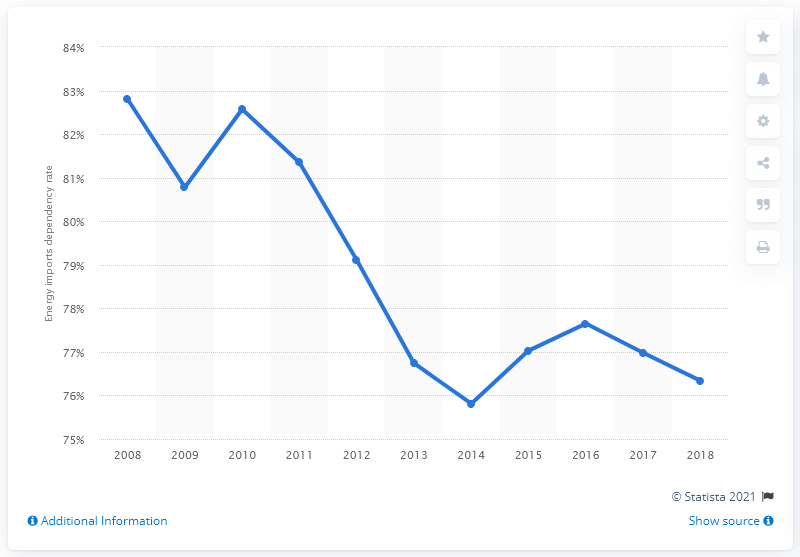 84%
83%
82%
81%
80%
79%
78%
77%
76%
75%
Energy imports dependency rate
2008 2009 2010 2011 2012 2013 2014 2015 2016 2017 2018
© Statista 2021
Additional Information
Show source